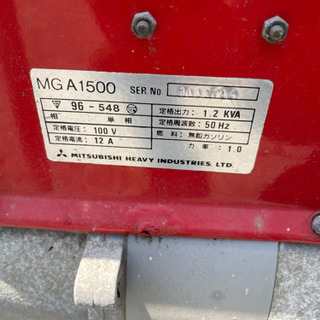 MGA1500 SER.No
▽ 96-548
定格出力: 1.2 KVA
相 単相
定格周波数: 50 Hz
定格電圧: 100 V
燃料: 無鉛ガソリン
定格電流: 12 A
力率: 1.0
MITSUBISHI HEAVY INDUSTRIES, LTD.